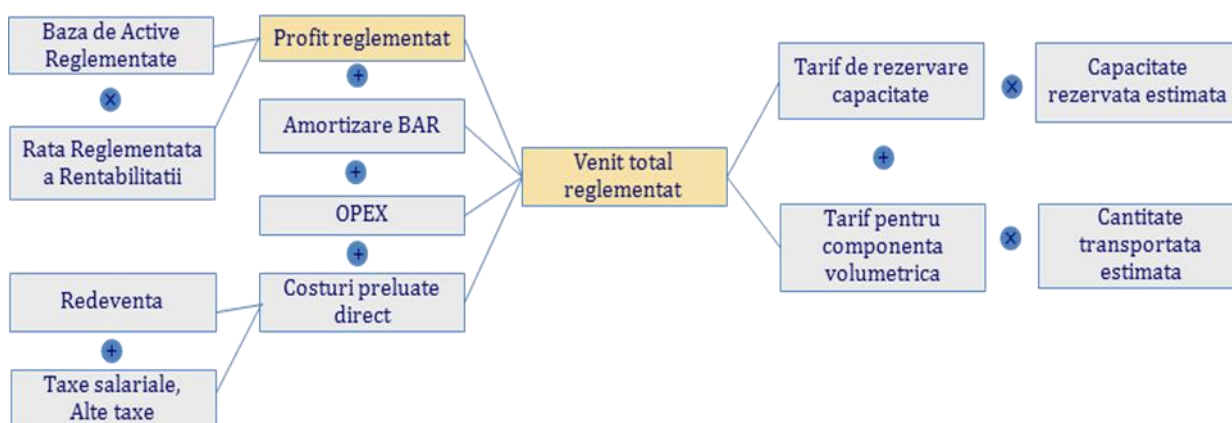 Baza de Active
Reglementate
x
Rata Reglementata
a Rentabilitatii
Redeventa
+
Taxe salariale,
Alte taxe
Profit reglementat
+
Amortizare BAR
+
OPEX
+
Costuri preluate
direct
Venit total
reglementat
Tarif de rezervare
capacitate
x
Capacitate
rezervata estimata
+
Tarif pentru
componenta
volumetrica
x
Cantitate
transportata
estimata